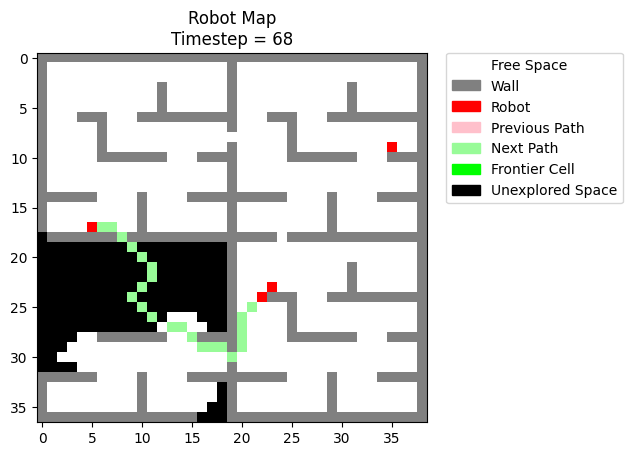 Robot Map
Timestep = 68
Free Space
Wall
Robot
Previous Path
Next Path
Frontier Cell
Unexplored Space
0
5
10
15
20
25
30
35
0
5
10
15
20
25
30
35